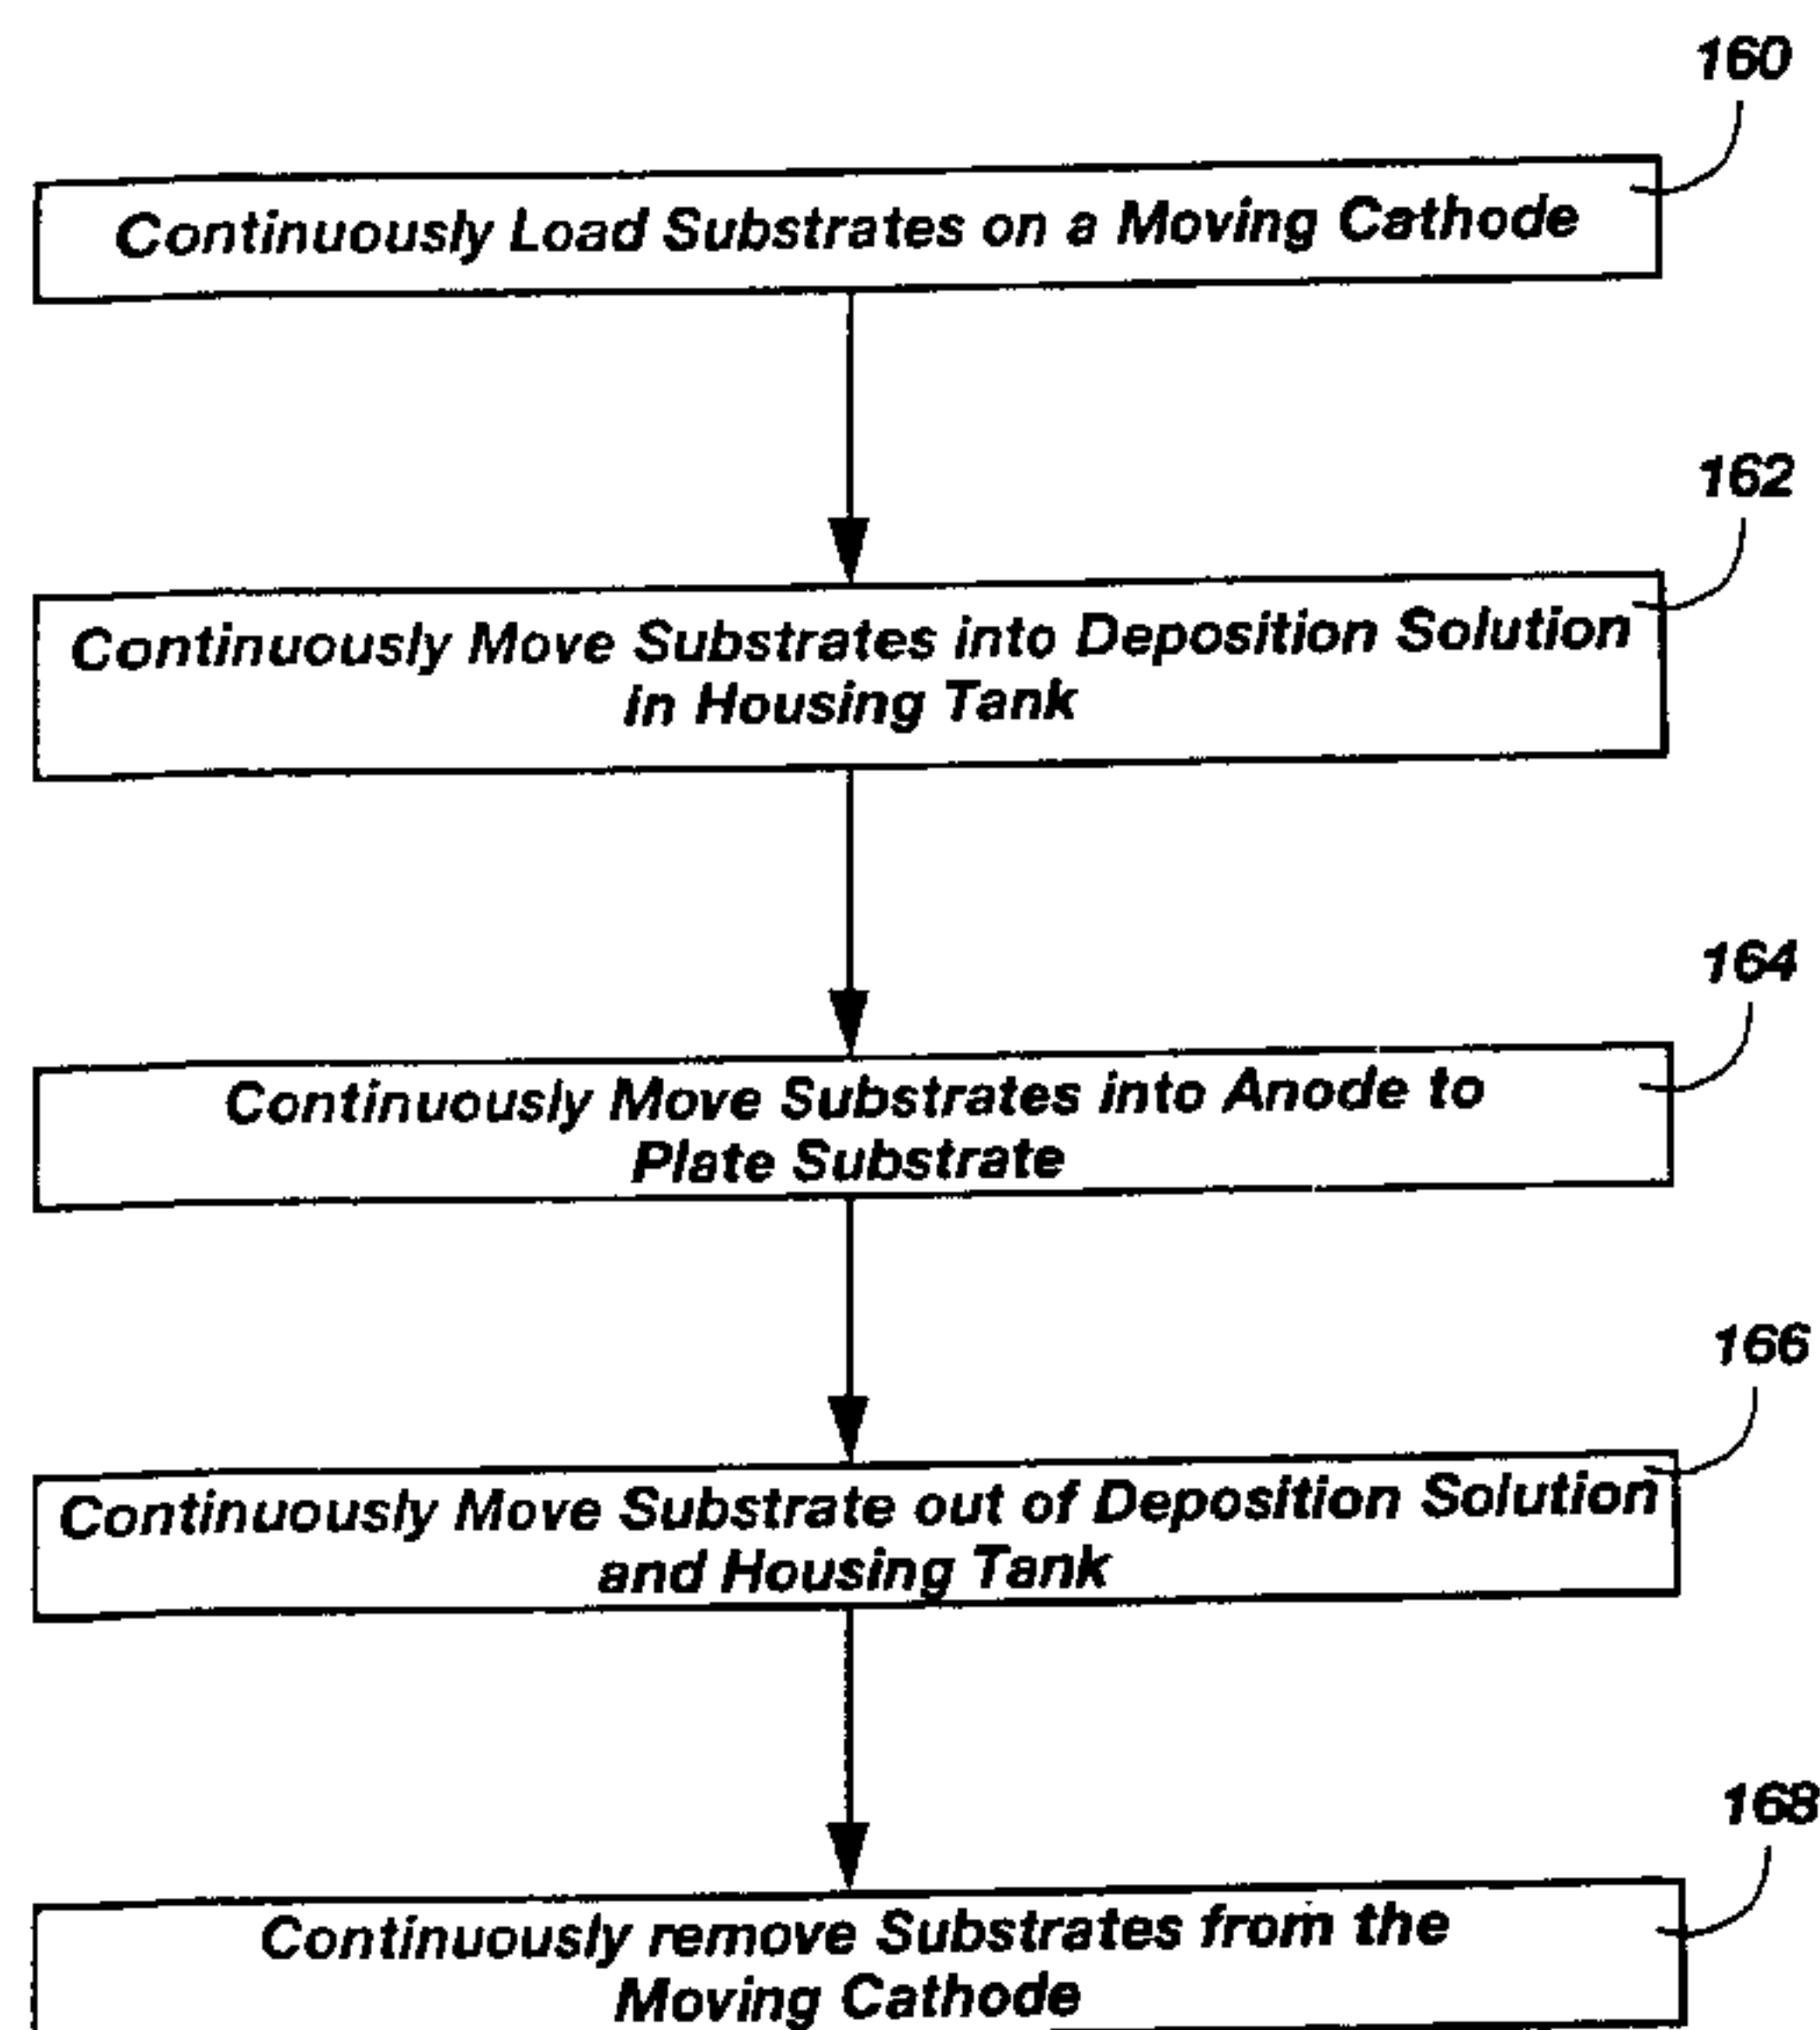 160
Continuously Load Substrates on a Moving Cathode
162
Continuously Move Substrates into Deposition Solution
in Housing Tank
164
Continuously Move Substrates into Anode to
Plate Substrate
166
Continuously Move Substrate out of Deposition Solution
and Housing Tank
168
Continuously remove Substrates from the
Moving Cathode